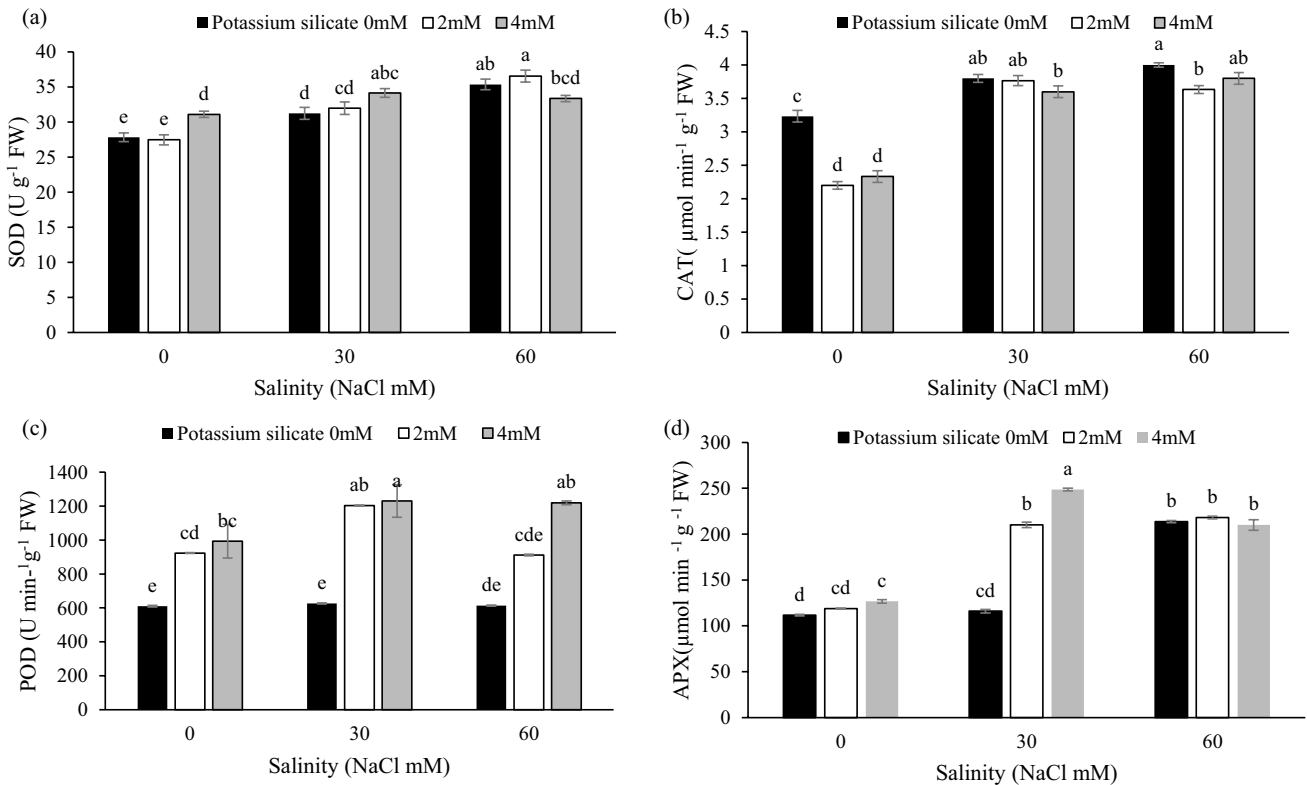 (a)
Potassium silicate 0mM 2mM 4mM
SOD (U g-1 FW)
40
35
30
25
20
15
10
5
0
e e d
d cd abc
ab a bcd
0 30 60
Salinity (NaCl mM)
(b)
Potassium silicate 0mM 2mM 4mM
CAT( µmol min-1 g-1 FW)
4.5
4
3.5
3
2.5
2
1.5
1
0.5
0
c d d
ab ab b
a b ab
0 30 60
Salinity (NaCl mM)
(c)
Potassium silicate 0mM 2mM 4mM
POD (U min-1g-1 FW)
1400
1200
1000
800
600
400
200
0
e cd bc
e ab a
de cde ab
0 30 60
Salinity (NaCl mM)
(d)
Potassium silicate 0mM 2mM 4mM
APX(µmol min -1 g -1 FW)
300
250
200
150
100
50
0
d cd c
cd b a
b b b
0 30 60
Salinity (NaCl mM)